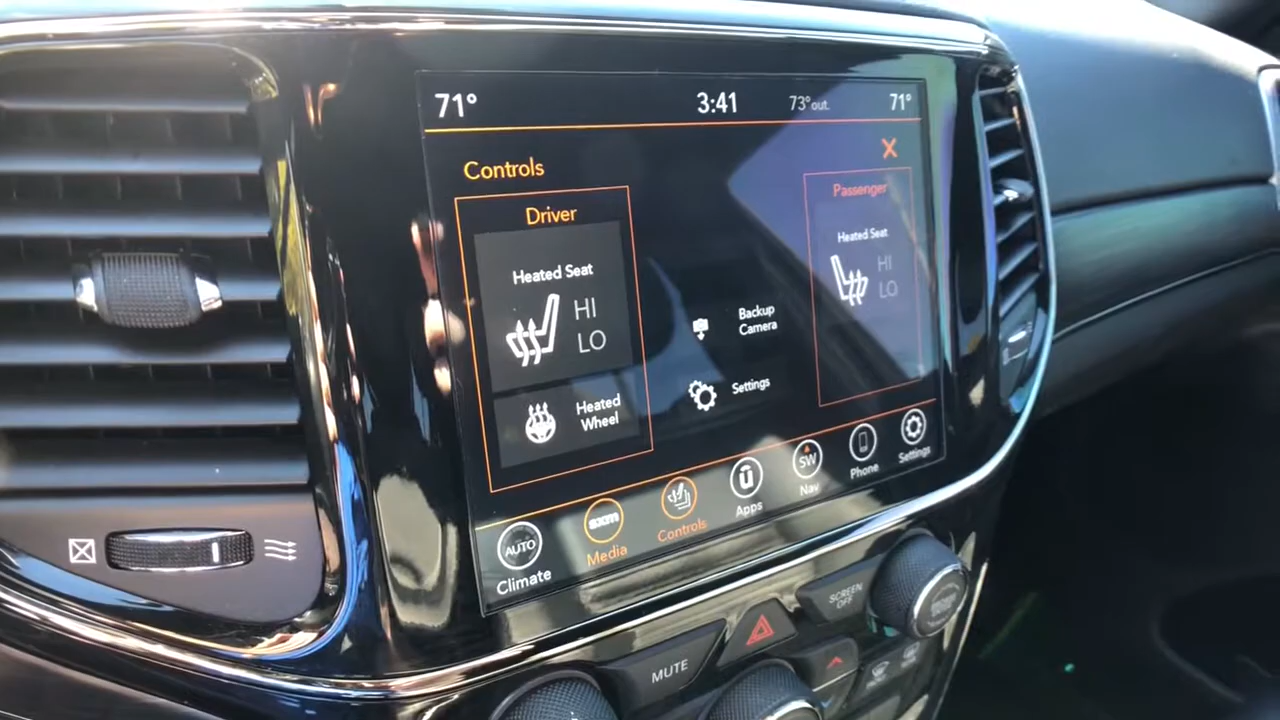 71° 3:41 73° out. 71°
Controls X
Driver
Heated Seat
HI
LO
Heated
Wheel
Backup
Camera
Settings
Passenger
Heated Seat
HI
LO
AUTO
Climate
sxm
Media
Controls
Apps
SW
Nav
Phone
Settings
MUTE
SCREEN
OFF